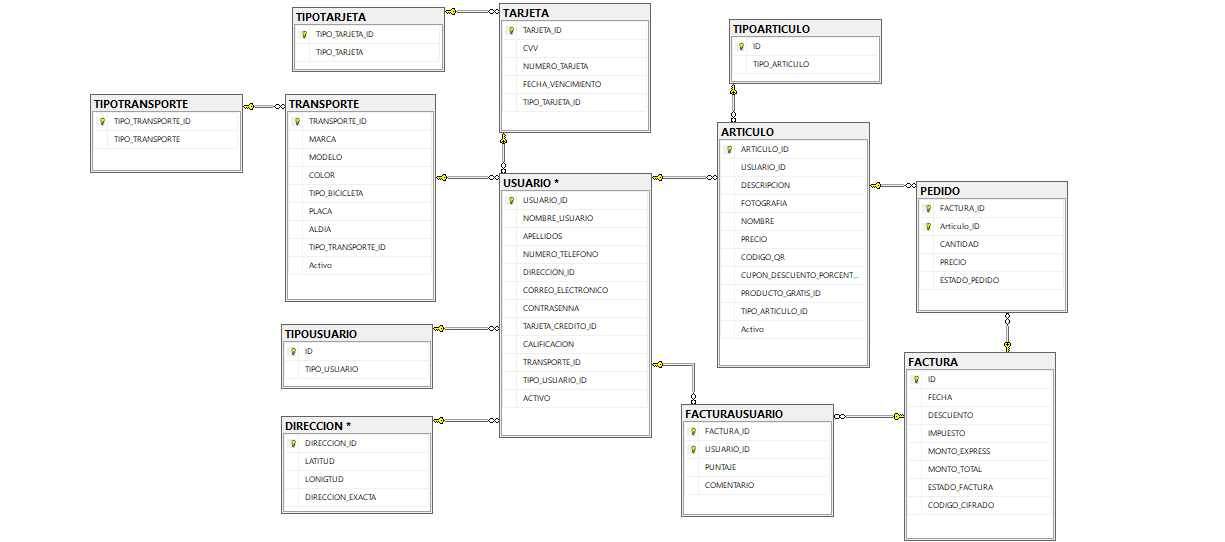 TIPOTARJETA
TIPO_TARJETA_ID
TIPO_TARJETA
TARJETA
TARJETA_ID
CVV
NUMERO_TARJETA
FECHA_VENCIMIENTO
TIPO_TARJETA_ID
TIPOARTICULO
ID
TIPO_ARTICULO
TIPOTRANSPORTE
TIPO_TRANSPORTE_ID
TIPO_TRANSPORTE
TRANSPORTE
TRANSPORTE_ID
MARCA
MODELO
COLOR
TIPO_BICICLETA
PLACA
ALDIA
TIPO_TRANSPORTE_ID
Activo
USUARIO *
USUARIO_ID
NOMBRE_USUARIO
APELLIDOS
NUMERO_TELEFONO
DIRECCION_ID
CORREO_ELECTRONICO
CONTRASENNA
TARJETA_CREDITO_ID
CALIFICACION
TRANSPORTE_ID
TIPO_USUARIO_ID
ACTIVO
ARTICULO
ARTICULO_ID
USUARIO_ID
DESCRIPCION
FOTOGRAFIA
NOMBRE
PRECIO
CODIGO_QR
CUPON_DESCUENTO_PORCENT...
PRODUCTO_GRATIS_ID
TIPO_ARTICULO_ID
Activo
PEDIDO
FACTURA_ID
Articulo_ID
CANTIDAD
PRECIO
ESTADO_PEDIDO
TIPOUSUARIO
ID
TIPO_USUARIO
DIRECCION *
DIRECCION_ID
LATITUD
LONIGTUD
DIRECCION_EXACTA
FACTURAUSUARIO
FACTURA_ID
USUARIO_ID
PUNTAJE
COMENTARIO
FACTURA
ID
FECHA
DESCUENTO
IMPUESTO
MONTO_EXPRESS
MONTO_TOTAL
ESTADO_FACTURA
CODIGO_CIFRADO